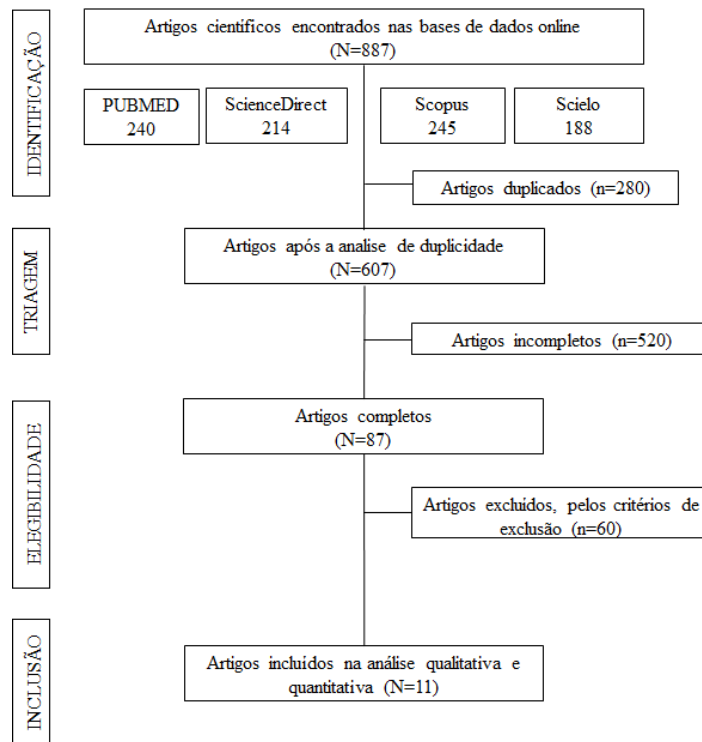 IDENTIFICAÇÃO
Artigos científicos encontrados nas bases de dados online
(N=887)
PUBMED
240
ScienceDirect
214
Scopus
245
Scielo
188
Artigos duplicados (n=280)
TRIAGEM
Artigos após a analise de duplicidade
(N=607)
Artigos incompletos (n=520)
ELEGIBILIDADE
Artigos completos
(N=87)
Artigos excluídos, pelos critérios de
exclusão (n=60)
INCLUSÃO
Artigos incluídos na análise qualitativa e
quantitativa (N=11)